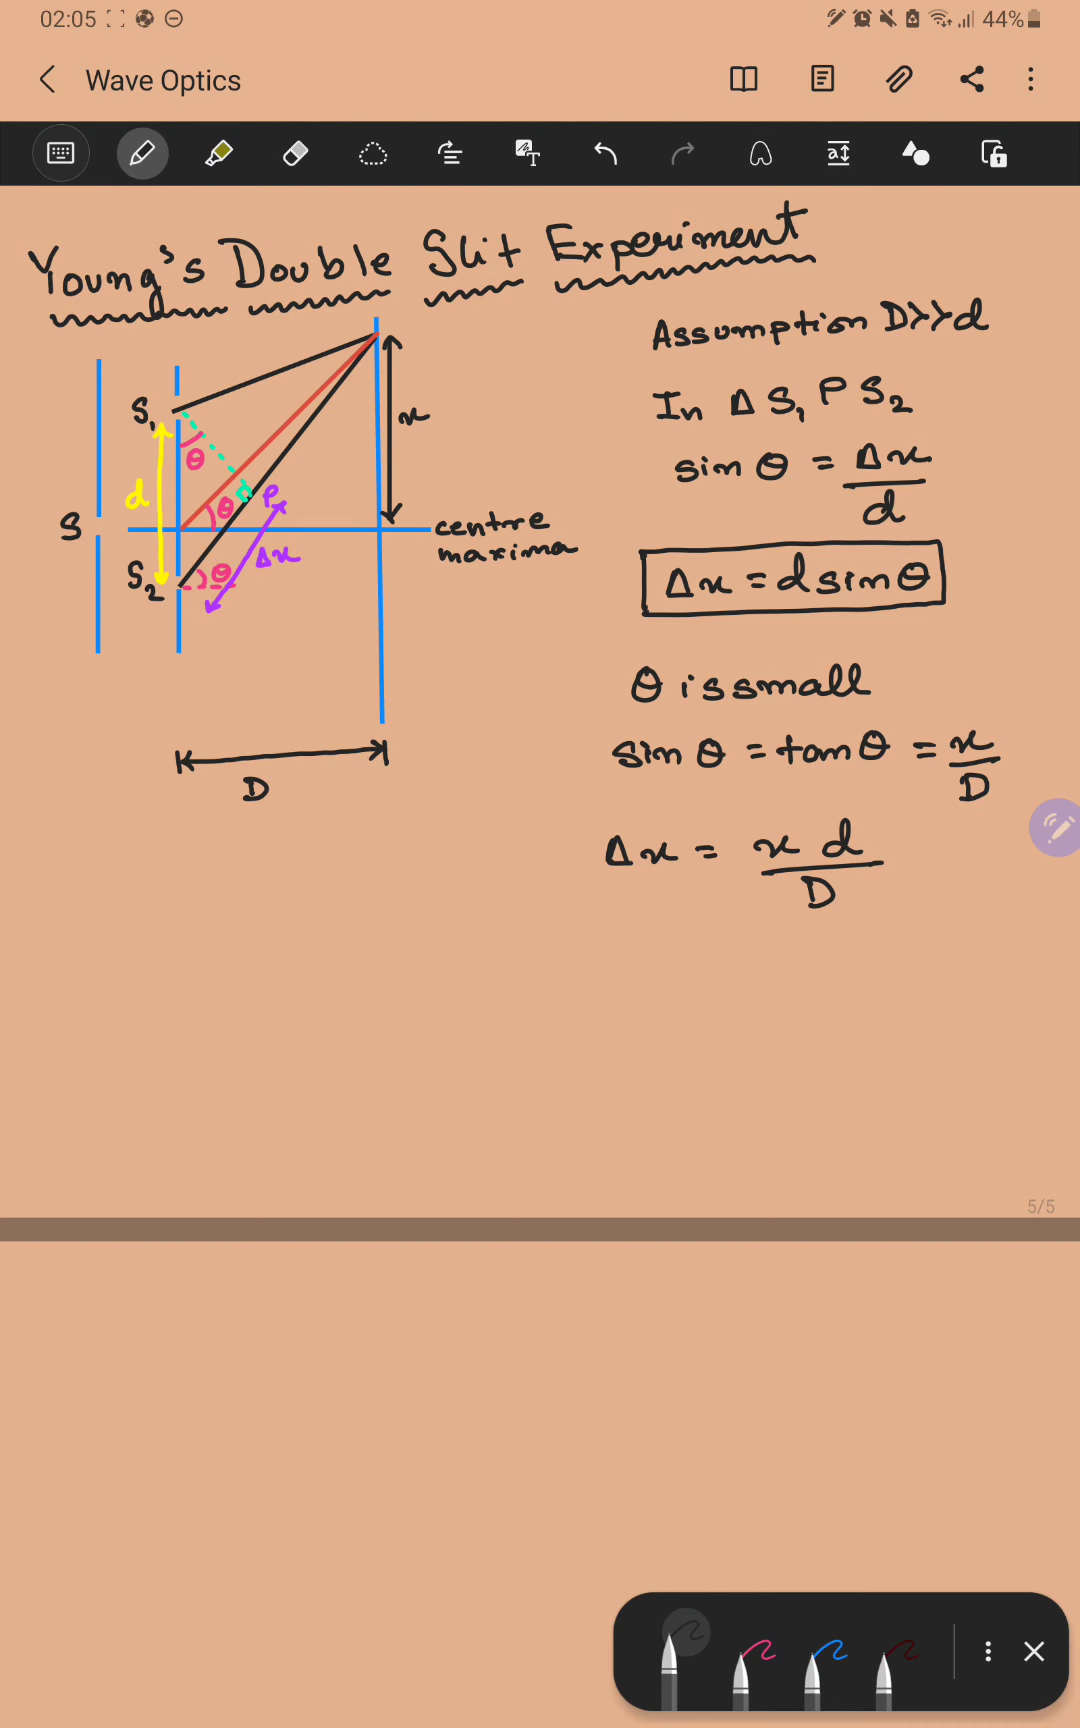 02:05 44%
Wave Optics
Young's Double Slit Experiment
S₁
θ
d
θ
P
S
Δx
S₂
θ
x
centre
maxima
D
Assumption D>>d
In Δ S₁ P S₂
sin θ = Δx/d
Δx = d sin θ
θ is small
sin θ = tan θ = x/D
Δx = x d/D
5/5